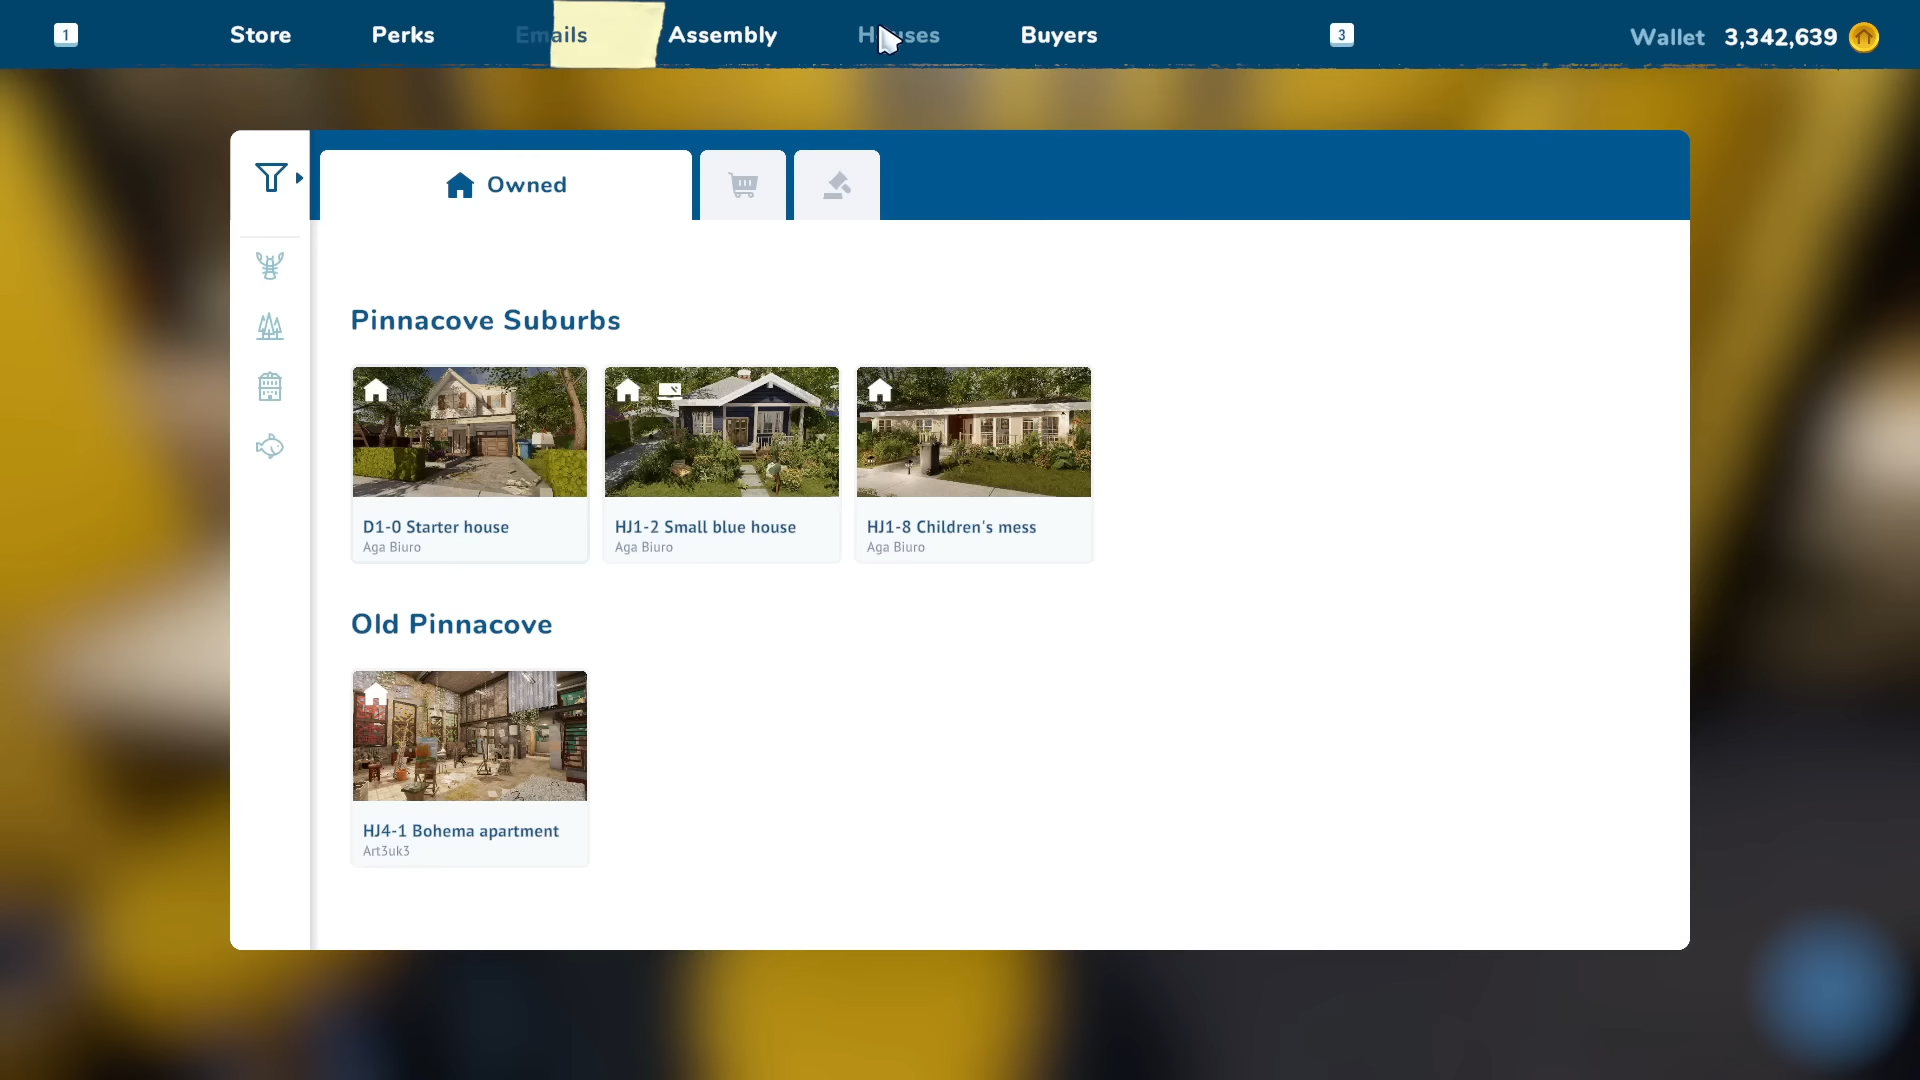 1
Store
Perks
Emails
Assembly
Houses
Buyers
3
Wallet 3,342,639
Owned
Pinnacove Suburbs
D1-0 Starter house
Aga Biuro
HJ1-2 Small blue house
Aga Biuro
HJ1-8 Children's mess
Aga Biuro
Old Pinnacove
HJ4-1 Bohema apartment
Art3uk3